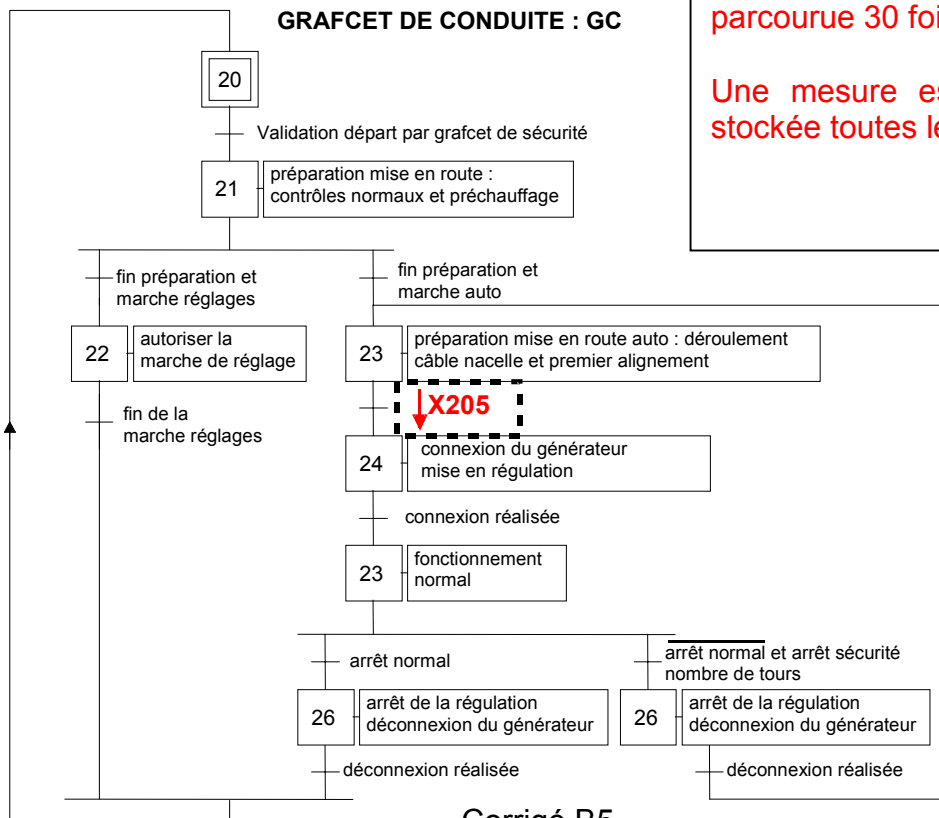 GRAFCET DE CONDUITE : GC
parcourue 30
Une mesure
stockée toutes
20
Validation départ par grafcet de sécurité
21
préparation mise en route :
contrôles normaux et préchauffage
fin préparation et
marche réglages
fin préparation et
marche auto
22
autoriser la
marche de réglage
23
préparation mise en route auto : déroulement
câble nacelle et premier alignement
fin de la
marche réglages
↓X205
24
connexion du générateur
mise en régulation
connexion réalisée
23
fonctionnement
normal
arrêt normal
arrêt normal et arrêt sécurité
nombre de tours
26
arrêt de la régulation
déconnexion du générateur
26
arrêt de la régulation
déconnexion du générateur
déconnexion réalisée
déconnexion réalisée